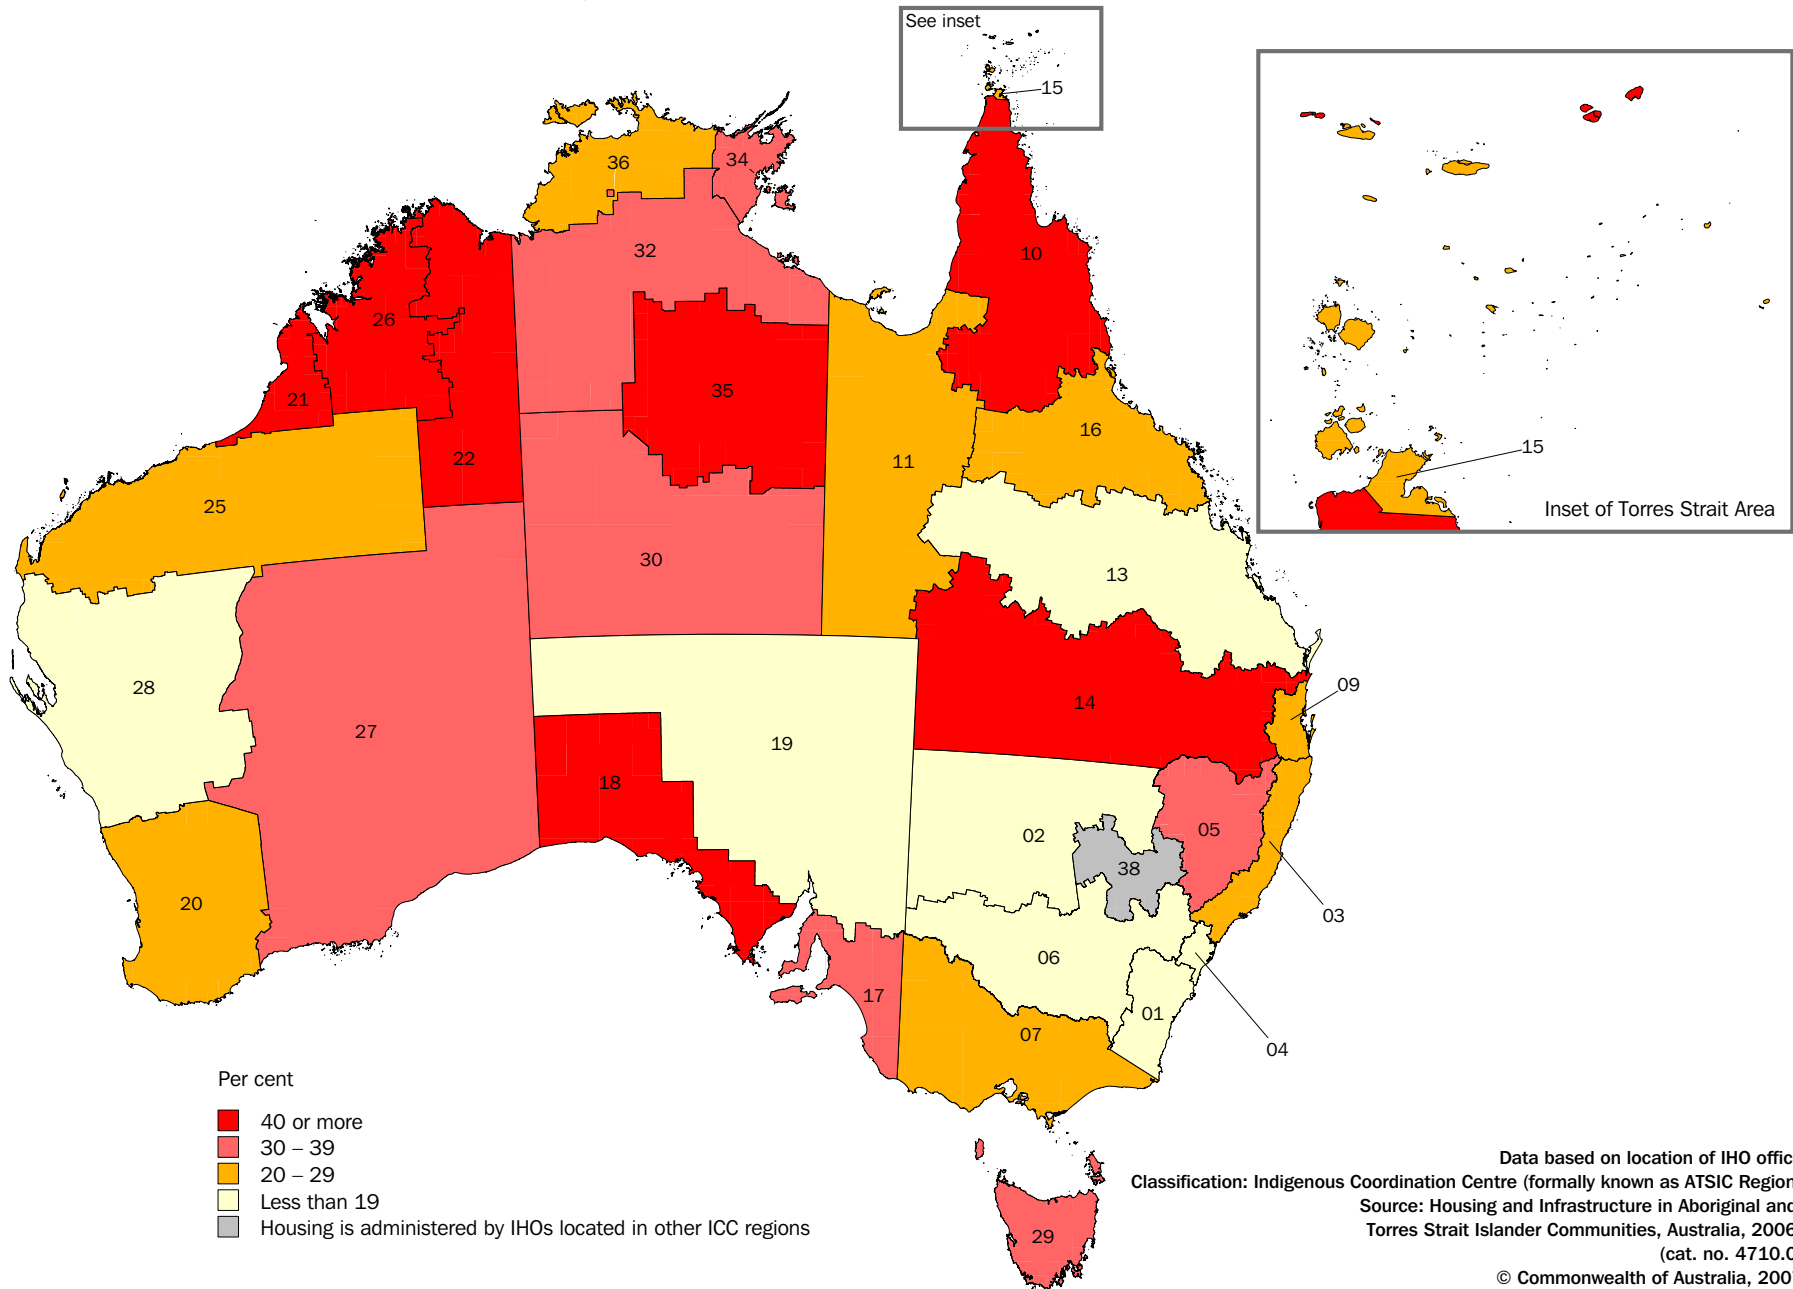 See inset
15
36
34
32
10
26
35
21
16
11
22
15
25
Inset of Torres Strait Area
30
13
28
09
14
27
19
18
05
02
38
20
03
06
17
01
07
04
Per cent
40 or more
30 – 39
20 – 29
Less than 19
Housing is administered by IHOs located in other ICC regions
29
Data based on location of IHO offic
Classification: Indigenous Coordination Centre (formally known as ATSIC Region
Source: Housing and Infrastructure in Aboriginal and
Torres Strait Islander Communities, Australia, 2006
(cat. no. 4710.0
© Commonwealth of Australia, 200